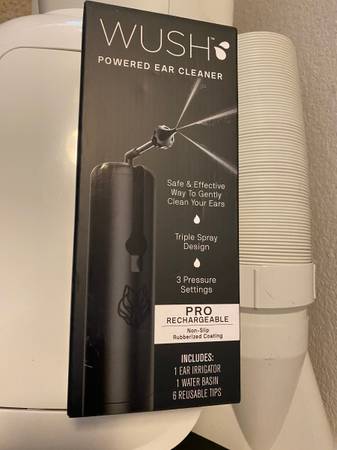 WUSH™
POWERED EAR CLEANER
Safe & Effective
Way To Gently
Clean Your Ears
Triple Spray
Design
3 Pressure
Settings
PRO
RECHARGEABLE
Non-Slip
Rubberized Coating
INCLUDES:
1 EAR IRRIGATOR
1 WATER BASIN
6 REUSABLE TIPS